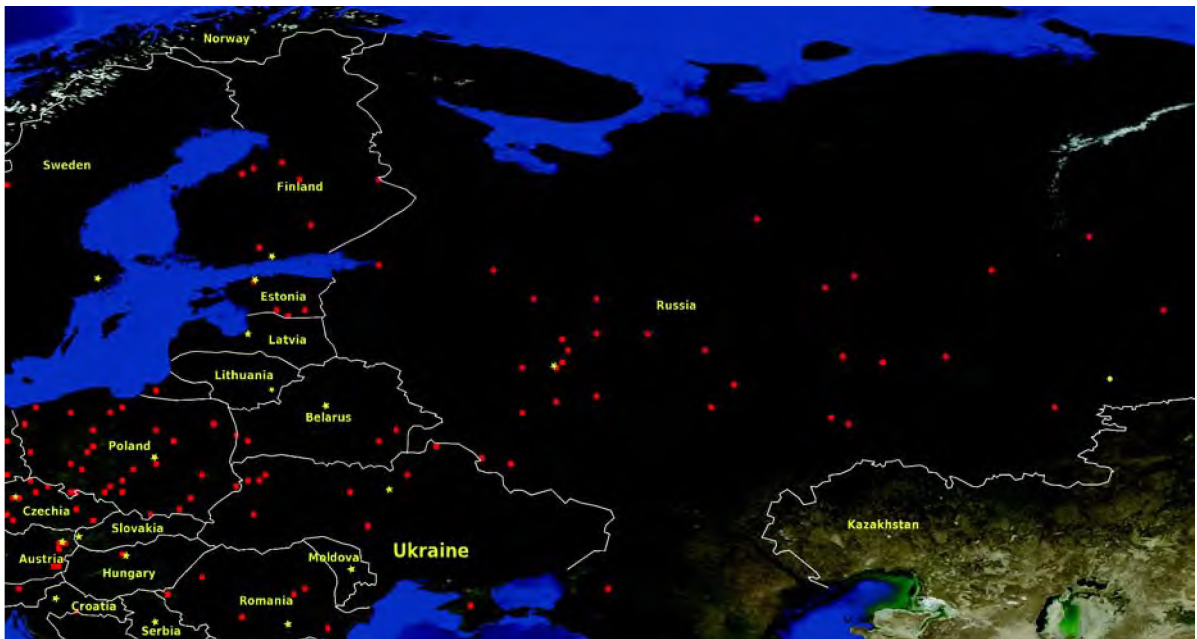 Norway
Sweden
Finland
Estonia
Russia
Latvia
Lithuania
Belarus
Poland
Czechia
Slovakia
Kazakhstan
Ukraine
Austria
Moldova
Hungary
Romania
Croatia
Serbia